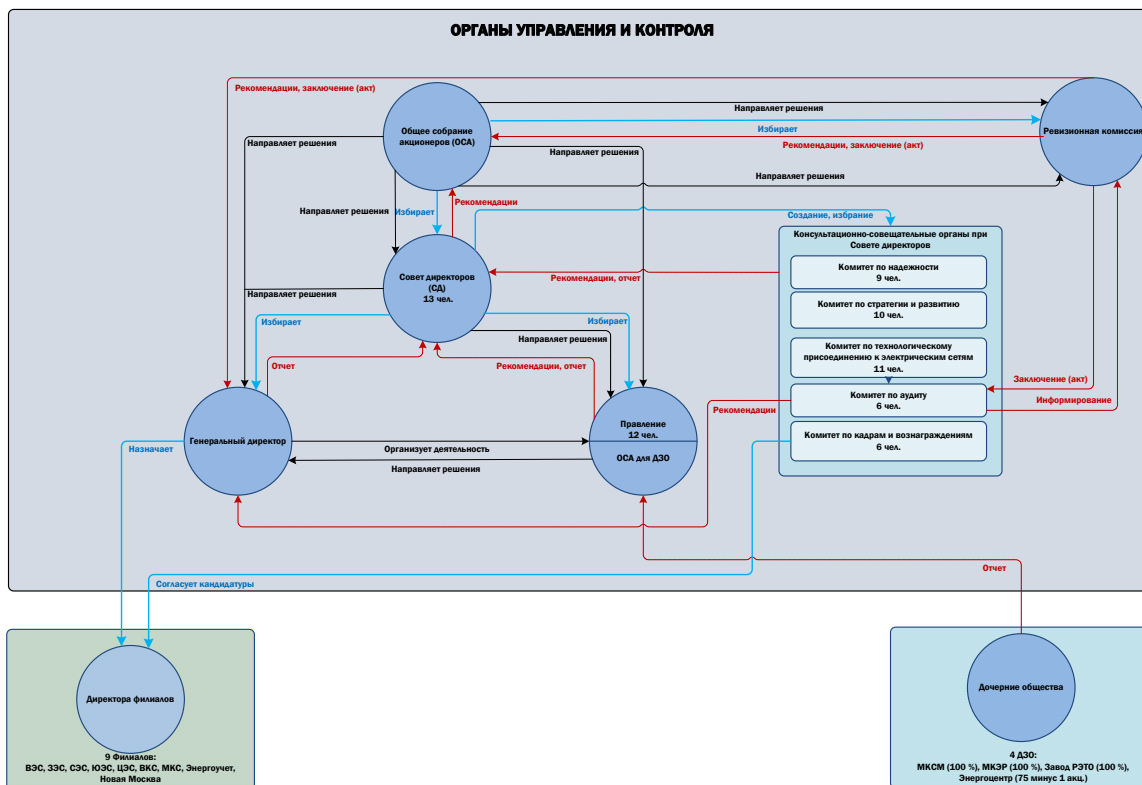 ОРГАНЫ УПРАВЛЕНИЯ И КОНТРОЛЯ
Рекомендации, заключение (акт)
Общее собрание
акционеров (ОСА)
Направляет решения
Избирает
Рекомендации, заключение (акт)
Ревизионная комиссия
Направляет решения
Направляет решения
Направляет решения
Направляет решения
Избирает
Рекомендации
Создание, избрание
Консультационно-совещательные органы при
Совете директоров
Комитет по надежности
9 чел.
Комитет по стратегии и развитию
10 чел.
Комитет по технологическому
присоединению к электрическим сетям
11 чел.
Комитет по аудиту
6 чел.
Комитет по кадрам и вознаграждениям
6 чел.
Рекомендации, отчет
Совет директоров
(СД)
13 чел.
Направляет решения
Избирает
Избирает
Направляет решения
Отчет
Рекомендации, отчет
Заключение (акт)
Информирование
Рекомендации
Генеральный директор
Организует деятельность
Направляет решения
Правление
12 чел.
ОСА для ДЗО
Назначает
Согласует кандидатуры
Отчет
Директора филиалов
9 Филиалов:
ВЭС, ЗЭС, СЭС, ЮЭС, ЦЭС, ВКС, МКС, Энергоучет,
Новая Москва
Дочерние общества
4 ДЗО:
МКСМ (100 %), МКЭР (100 %), Завод РЭТО (100 %),
Энергоцентр (75 минус 1 акц.)